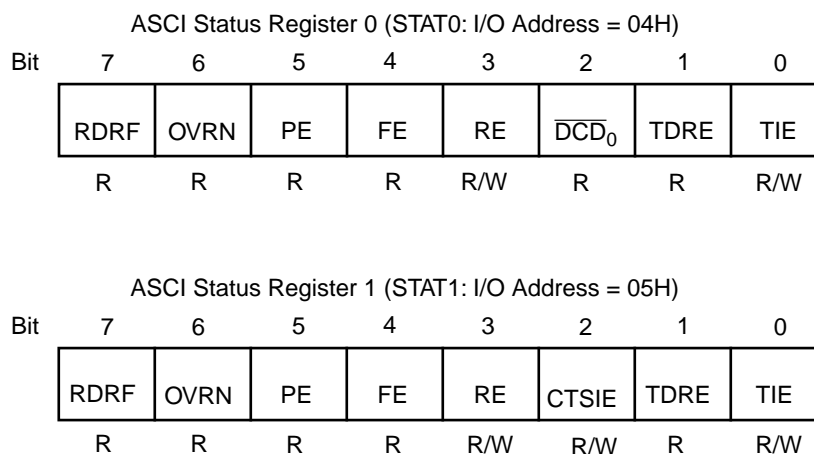 ASCI Status Register 0 (STAT0: I/O Address = 04H)
Bit 7 6 5 4 3 2 1 0
RDRF OVRN PE FE RE D̅C̅D̅₀ TDRE TIE
R R R R R/W R R R/W
ASCI Status Register 1 (STAT1: I/O Address = 05H)
Bit 7 6 5 4 3 2 1 0
RDRF OVRN PE FE RE CTSIE TDRE TIE
R R R R R/W R/W R R/W